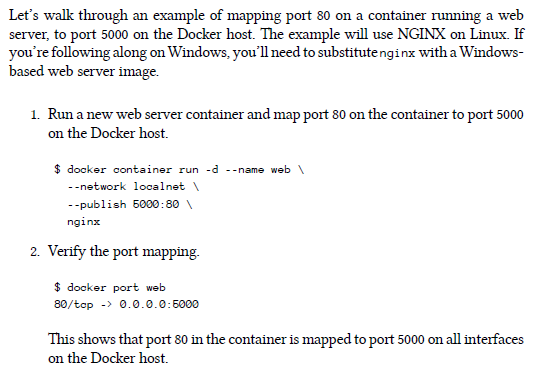 Let's walk through an example of mapping port 80 on a container running a web
server, to port 5000 on the Docker host. The example will use NGINX on Linux. If
you're following along on Windows, you'll need to substitute nginx with a Windows-
based web server image.
1. Run a new web server container and map port 80 on the container to port 5000
on the Docker host.
$ docker container run -d --name web \
--network localnet \
--publish 5000:80 \
nginx
2. Verify the port mapping.
$ docker port web
80/tcp -> 0.0.0.0:5000
This shows that port 80 in the container is mapped to port 5000 on all interfaces
on the Docker host.